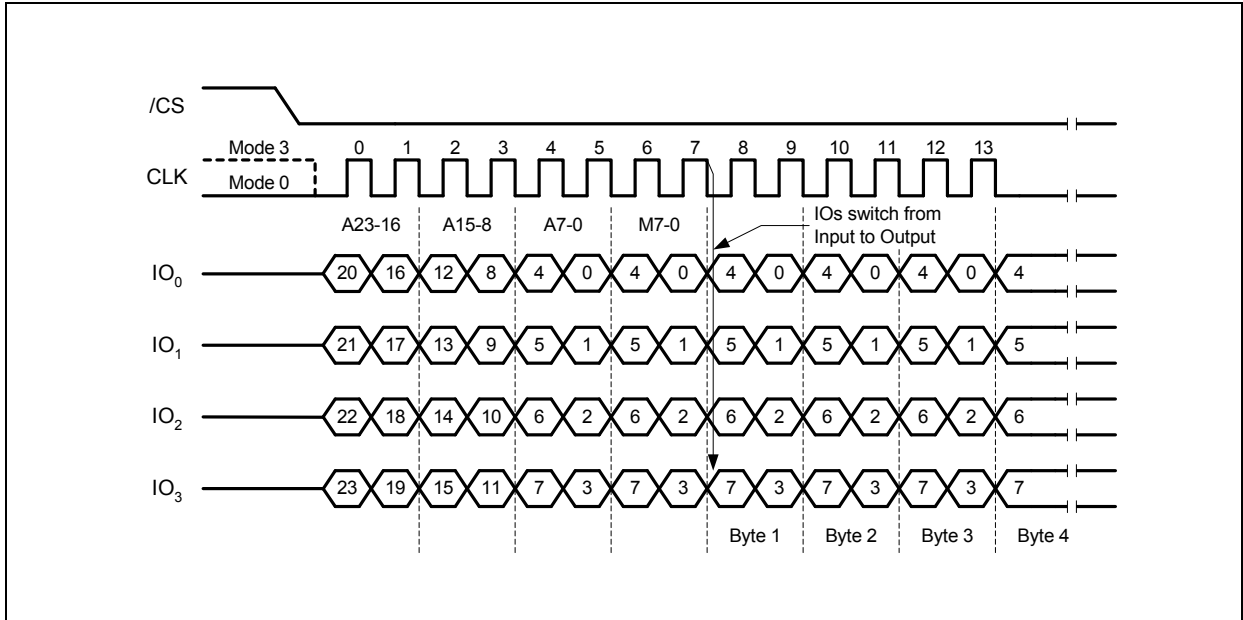 /CS
Mode 3 0 1 2 3 4 5 6 7 8 9 10 11 12 13
CLK
Mode 0
A23-16 A15-8 A7-0 M7-0 IOs switch from
Input to Output
IO0 20 16 12 8 4 0 4 0 4 0 4 0 4 0 4
IO1 21 17 13 9 5 1 5 1 5 1 5 1 5 1 5
IO2 22 18 14 10 6 2 6 2 6 2 6 2 6 2 6
IO3 23 19 15 11 7 3 7 3 7 3 7 3 7 3 7
Byte 1 Byte 2 Byte 3 Byte 4